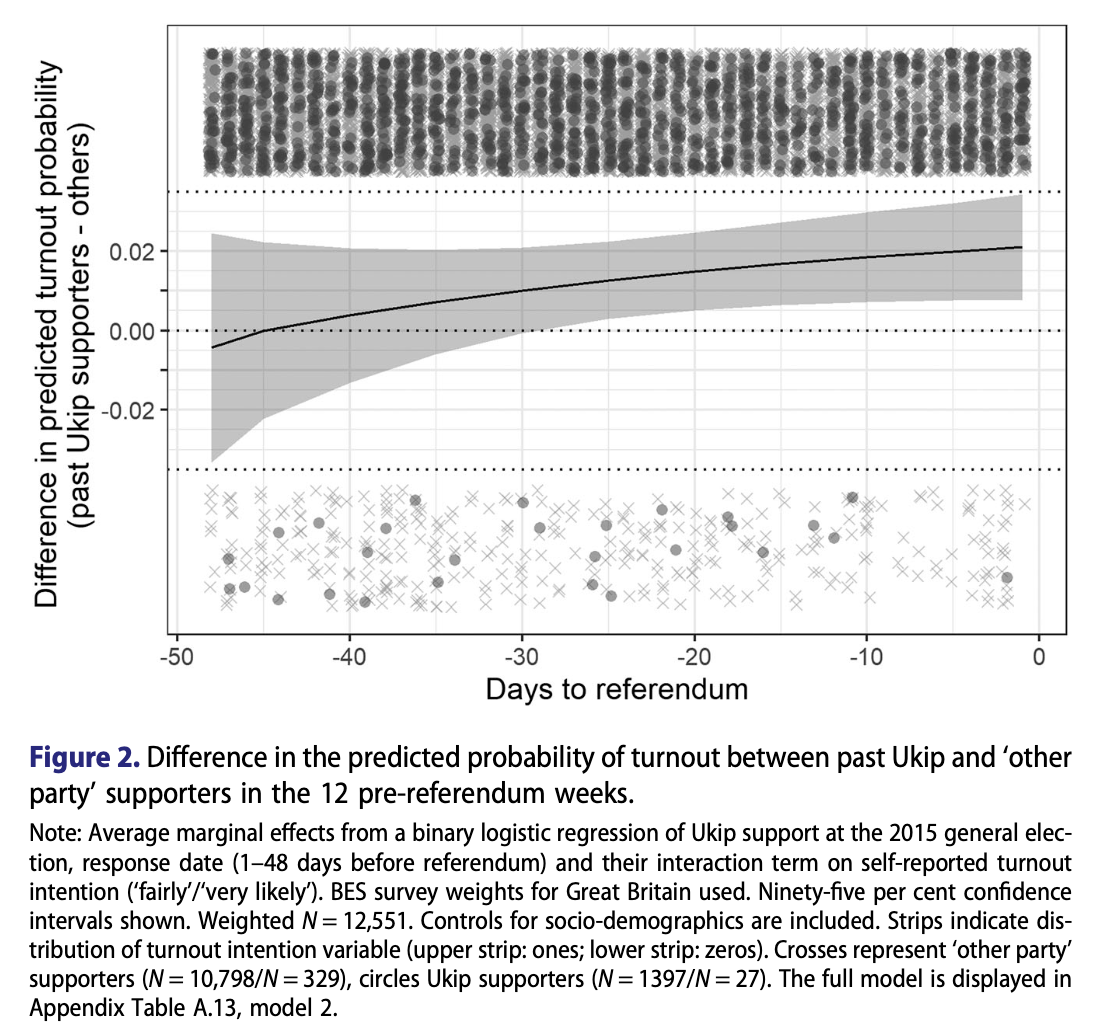 Difference in predicted turnout probability
(past Ukip supporters - others)
0.02
0.00
-0.02
-50
-40
-30
-20
-10
0
Days to referendum
Figure 2. Difference in the predicted probability of turnout between past Ukip and ‘other
party’ supporters in the 12 pre-referendum weeks.
Note: Average marginal effects from a binary logistic regression of Ukip support at the 2015 general elec-
tion, response date (1–48 days before referendum) and their interaction term on self-reported turnout
intention (‘fairly’/‘very likely’). BES survey weights for Great Britain used. Ninety-five per cent confidence
intervals shown. Weighted N = 12,551. Controls for socio-demographics are included. Strips indicate dis-
tribution of turnout intention variable (upper strip: ones; lower strip: zeros). Crosses represent ‘other party’
supporters (N = 10,798/N = 329), circles Ukip supporters (N = 1397/N = 27). The full model is displayed in
Appendix Table A.13, model 2.